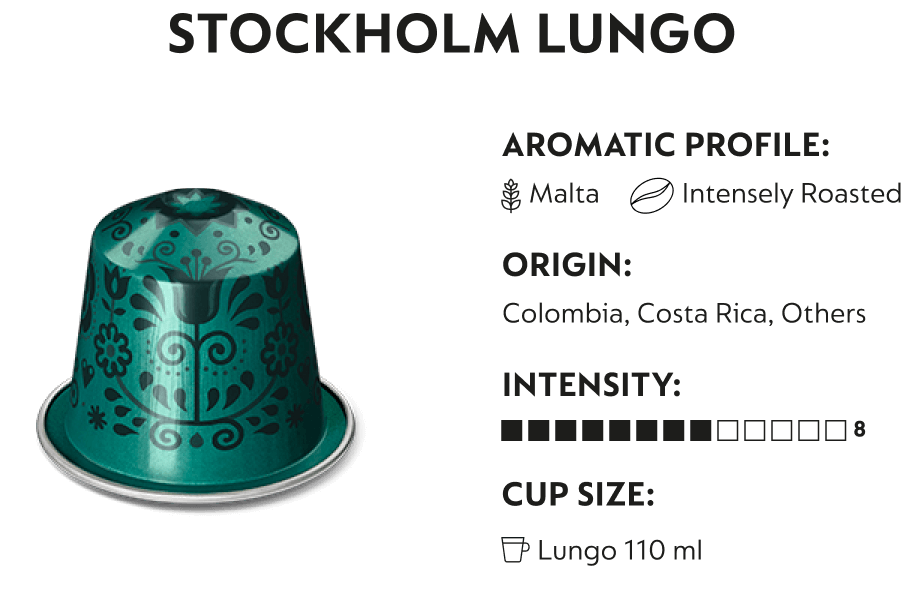 STOCKHOLM LUNGO
AROMATIC PROFILE:
Malta Intensely Roasted
ORIGIN:
Colombia, Costa Rica, Others
INTENSITY:
8
CUP SIZE:
Lungo 110 ml